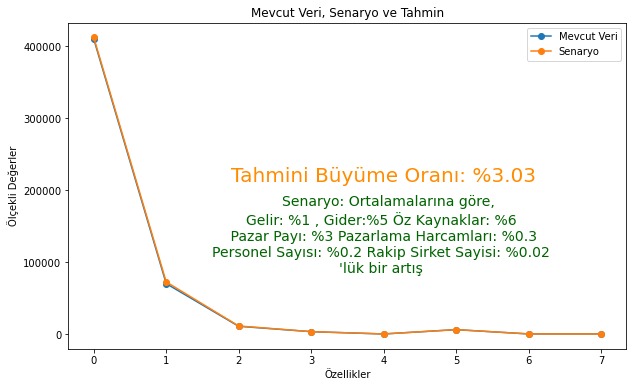 Mevcut Veri, Senaryo ve Tahmin
Mevcut Veri
Senaryo
400000
300000
200000
100000
0
Ölçekli Değerler
Tahmini Büyüme Oranı: %3.03
Senaryo: Ortalamalarına göre,
Gelir: %1 , Gider:%5 Öz Kaynaklar: %6
Pazar Payı: %3 Pazarlama Harcamları: %0.3
Personel Sayısı: %0.2 Rakip Sirket Sayisi: %0.02
'lük bir artış
0 1 2 3 4 5 6 7
Özellikler